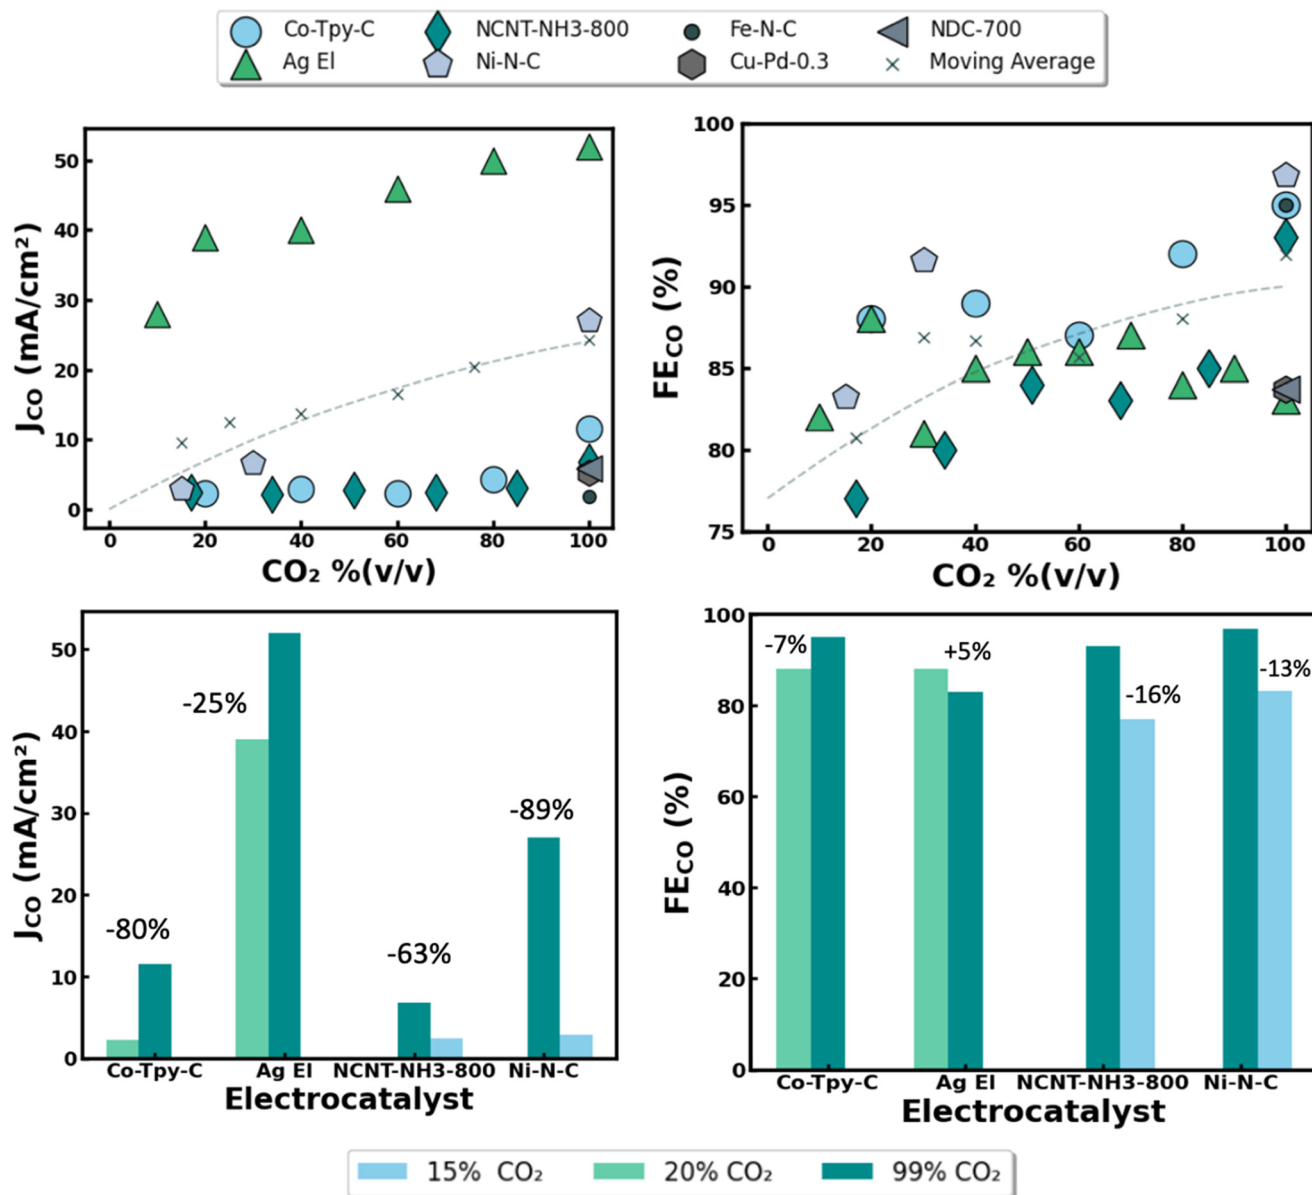 Co-Tpy-C NCNT-NH3-800 Fe-N-C NDC-700
Ag El Ni-N-C Cu-Pd-0.3 Moving Average
J_CO (mA/cm²)
50
40
30
20
10
0
0 20 40 60 80 100
CO₂ %(v/v)
FE_CO (%)
100
95
90
85
80
75
0 20 40 60 80 100
CO₂ %(v/v)
J_CO (mA/cm²)
50
40
30
20
10
0
-80%
-25%
-63%
-89%
Co-Tpy-C Ag El NCNT-NH3-800 Ni-N-C
Electrocatalyst
FE_CO (%)
100
80
60
40
20
0
-7%
+5%
-16%
-13%
Co-Tpy-C Ag El NCNT-NH3-800 Ni-N-C
Electrocatalyst
15% CO₂ 20% CO₂ 99% CO₂